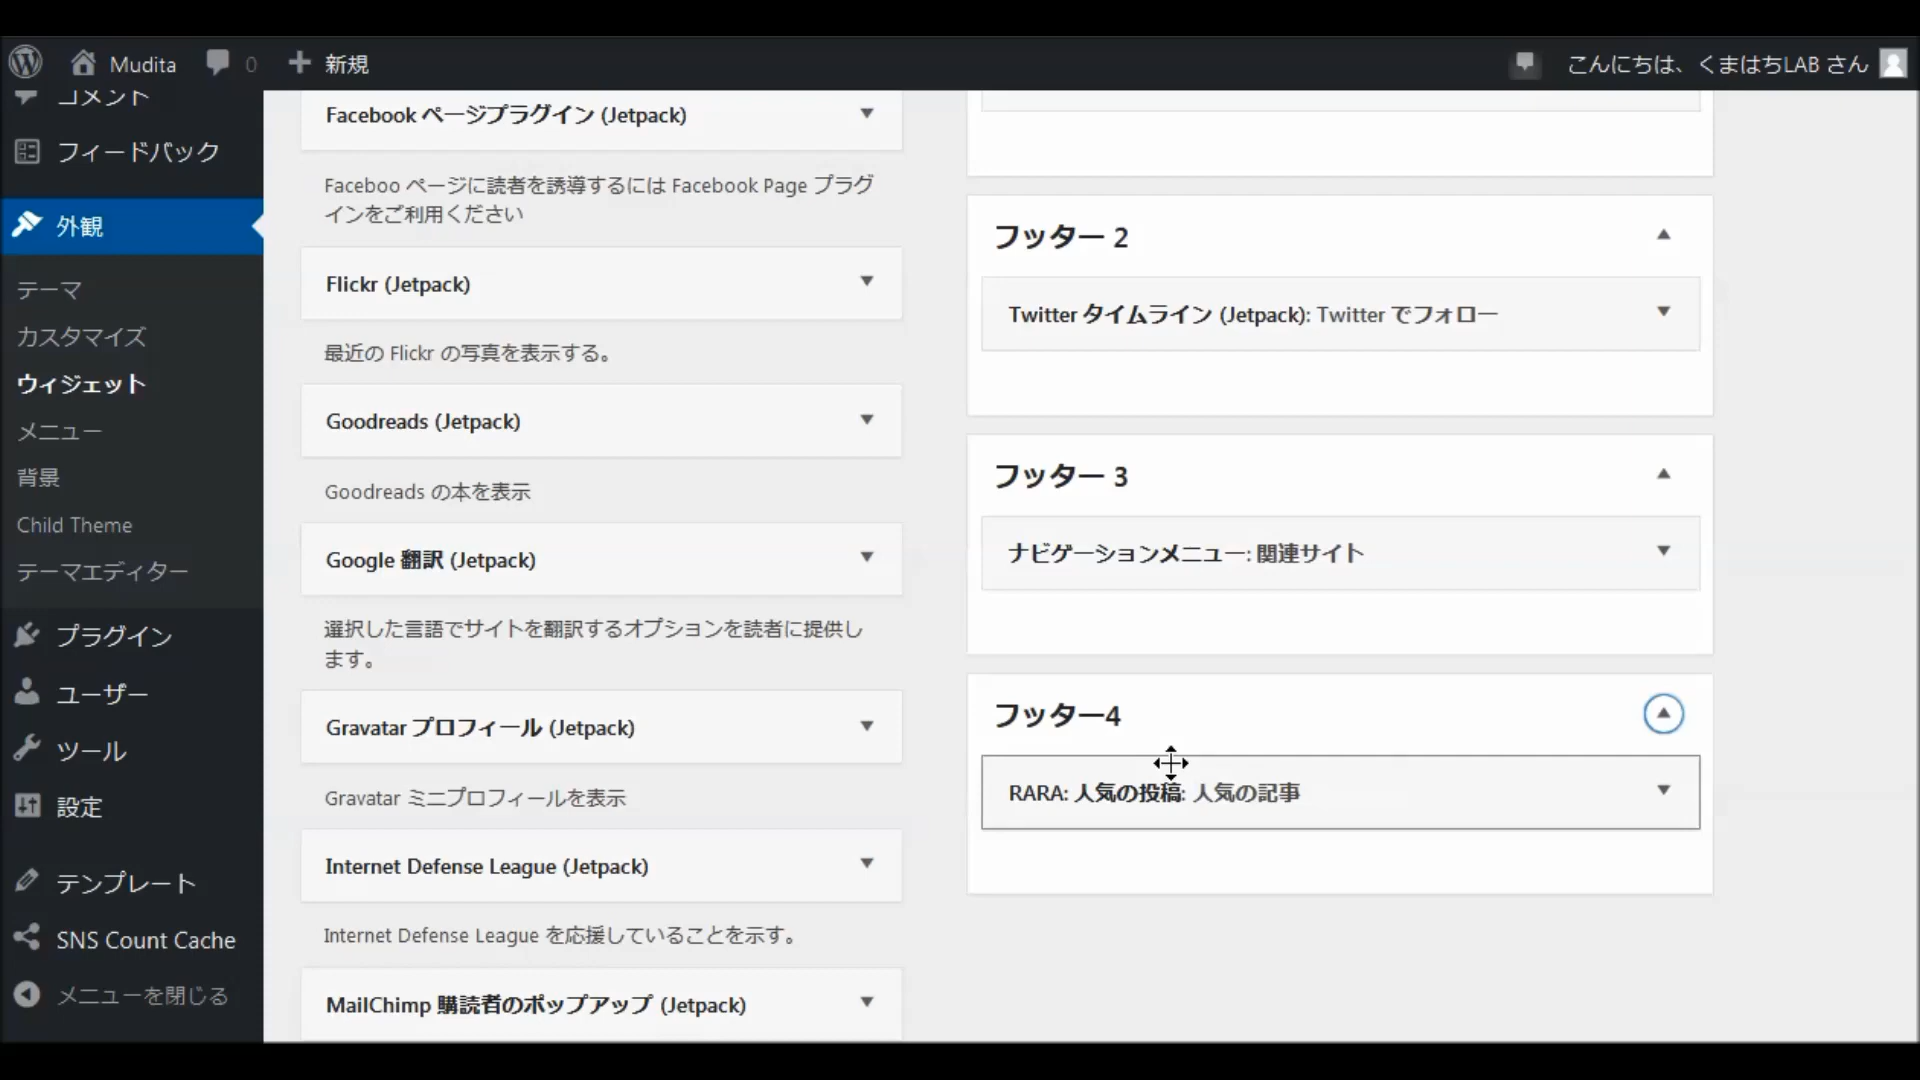 Mudita
0
新規
こんにちは、くまはちLAB さん
コメント
フィードバック
外観
テーマ
カスタマイズ
ウィジェット
メニュー
背景
Child Theme
テーマエディター
プラグイン
ユーザー
ツール
設定
テンプレート
SNS Count Cache
メニューを閉じる
Facebook ページプラグイン (Jetpack)
Faceboo ページに読者を誘導するには Facebook Page プラグ
インをご利用ください
Flickr (Jetpack)
最近の Flickr の写真を表示する。
Goodreads (Jetpack)
Goodreads の本を表示
Google 翻訳 (Jetpack)
選択した言語でサイトを翻訳するオプションを読者に提供し
ます。
Gravatar プロフィール (Jetpack)
Gravatar ミニプロフィールを表示
Internet Defense League (Jetpack)
Internet Defense League を応援していることを示す。
MailChimp 購読者のポップアップ (Jetpack)
フッター 2
Twitter タイムライン (Jetpack): Twitter でフォロー
フッター 3
ナビゲーションメニュー: 関連サイト
フッター4
RARA: 人気の投稿: 人気の記事